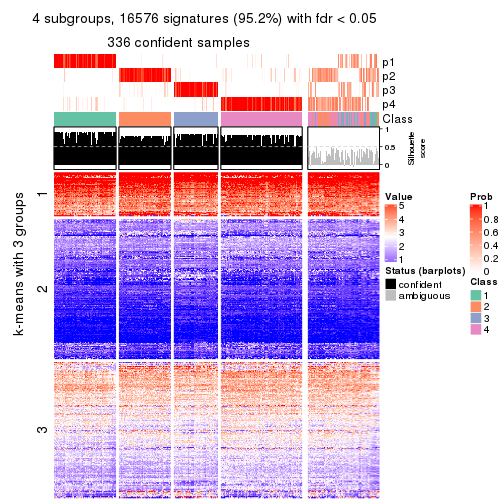 4 subgroups, 16576 signatures (95.2%) with fdr < 0.05
336 confident samples
p1
p2
p3
p4
Class
1
0.5
0
Silhouette
score
k-means with 3 groups
1
2
3
Value
5
4
3
2
1
Status (barplots)
confident
ambiguous
Prob
1
0.8
0.6
0.4
0.2
0
Class
1
2
3
4